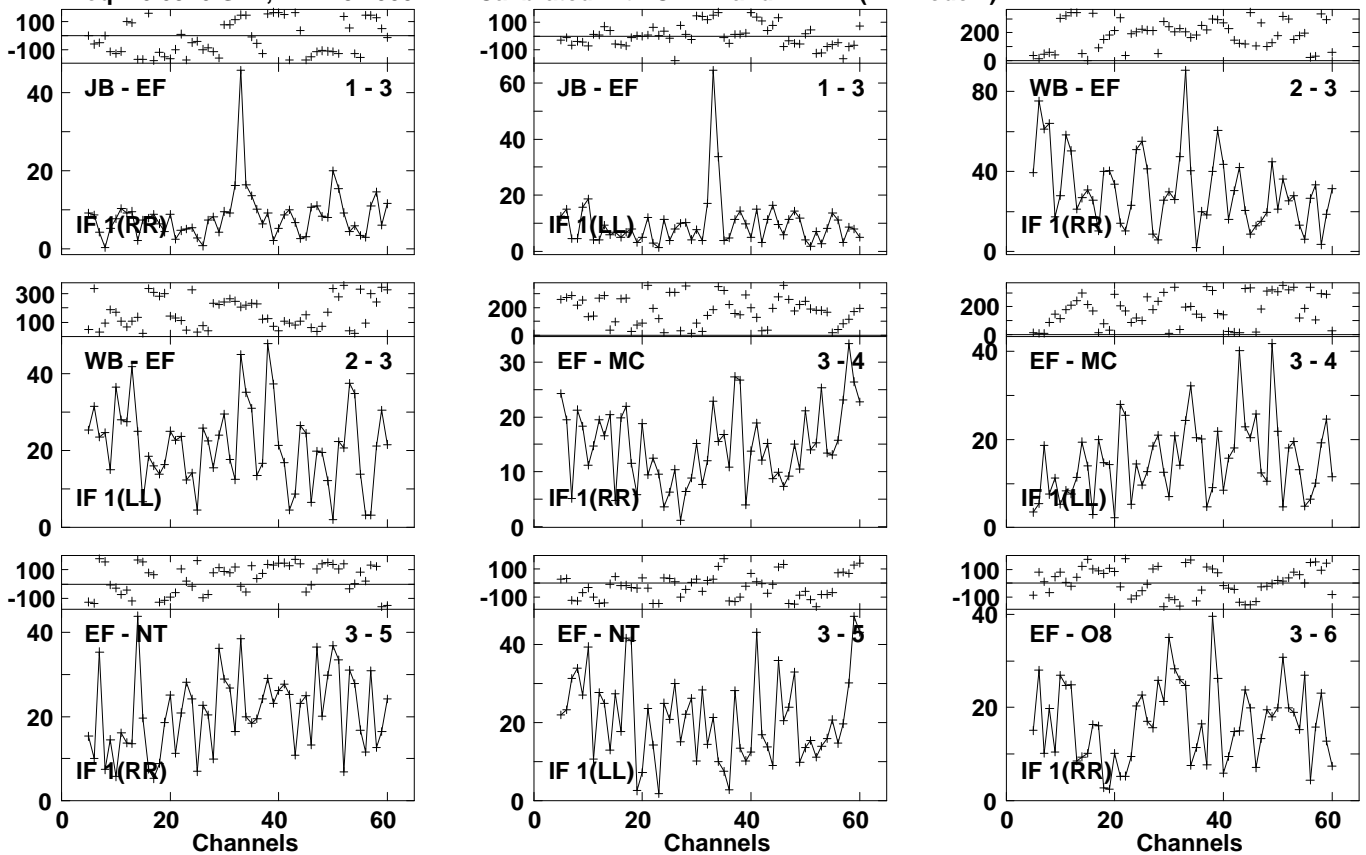 100
-100
JB - EF 1 - 3
40
20
0
IF 1(RR)
100
-100
JB - EF 1 - 3
60
40
20
0
IF 1(LL)
200
0
WB - EF 2 - 3
80
40
0
IF 1(RR)
300
100
WB - EF 2 - 3
40
20
0
IF 1(LL)
200
0
EF - MC 3 - 4
30
20
10
0
IF 1(RR)
200
0
EF - MC 3 - 4
40
20
0
IF 1(LL)
100
-100
EF - NT 3 - 5
40
20
0
IF 1(RR)
0 20 40 60
Channels
100
-100
EF - NT 3 - 5
40
20
0
IF 1(LL)
0 20 40 60
Channels
100
-100
EF - O8 3 - 6
40
20
0
IF 1(RR)
0 20 40 60
Channels